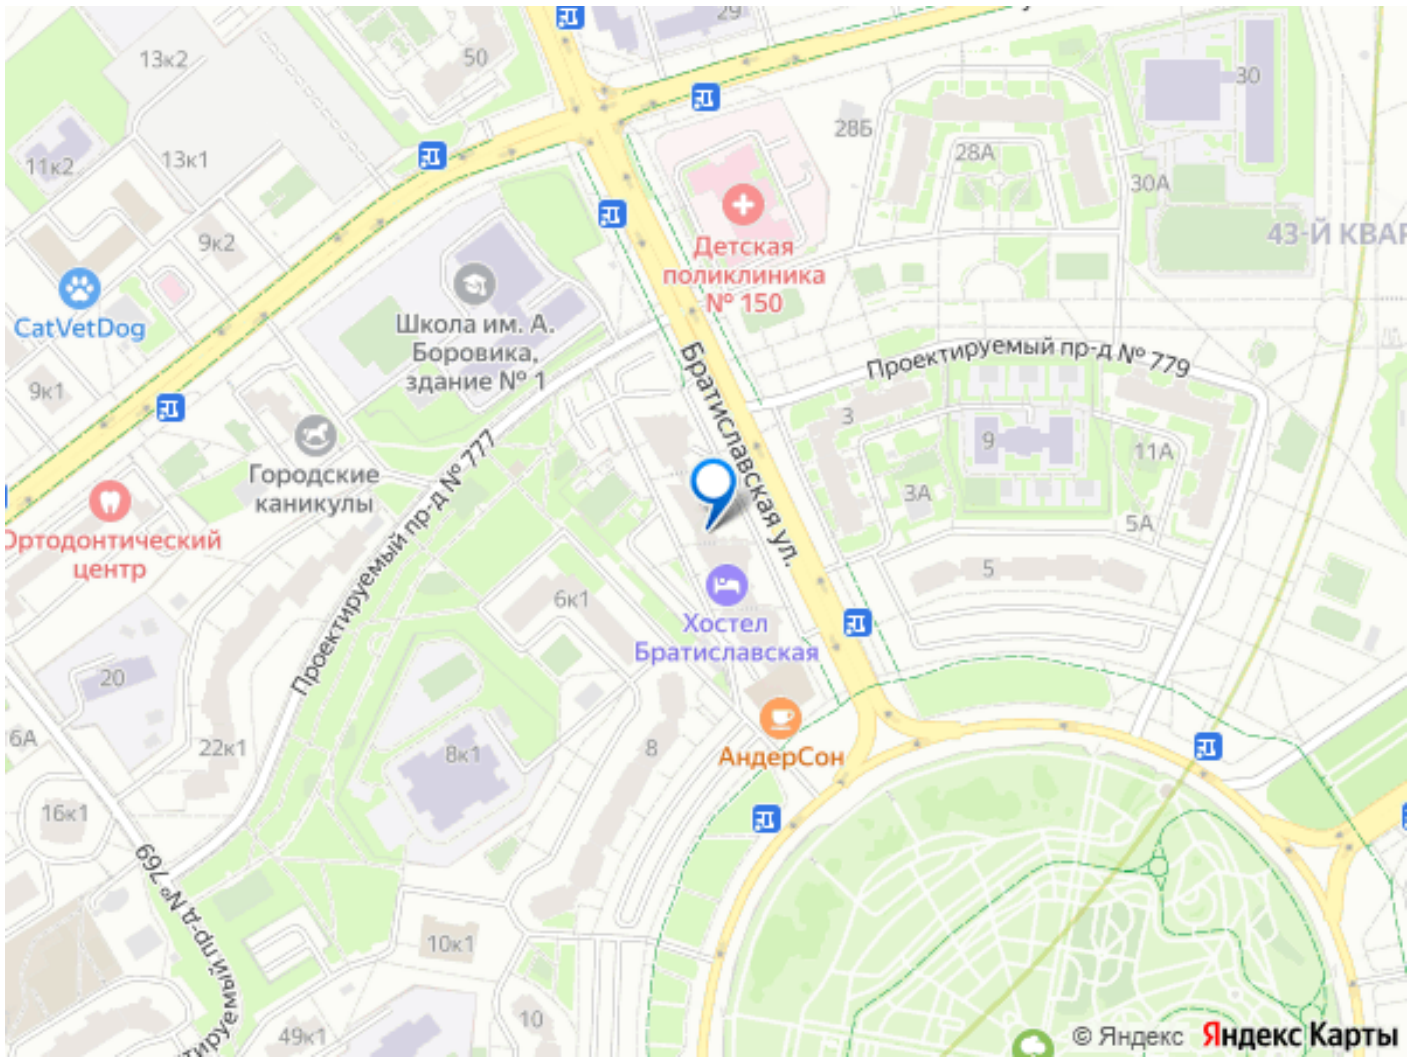 29
13к2
50
30
28Б
11к2
13к1
28А
30А
9к2
Детская
поликлиника
№ 150
43-Й КВАР
CatVetDog
Школа им. А.
Боровика,
здание № 1
Братиславская ул.
Проектируемый пр-д № 779
9к1
3
9
11А
Городские
каникулы
Проектируемый пр-д № 777
3А
5А
Ортодонтический
центр
5
6к1
Хостел
Братиславская
20
6А
22к1
8
8к1
АндерСон
16к1
Проектируемый пр-д № 769
10к1
10
49к1
© Яндекс Яндекс Карты